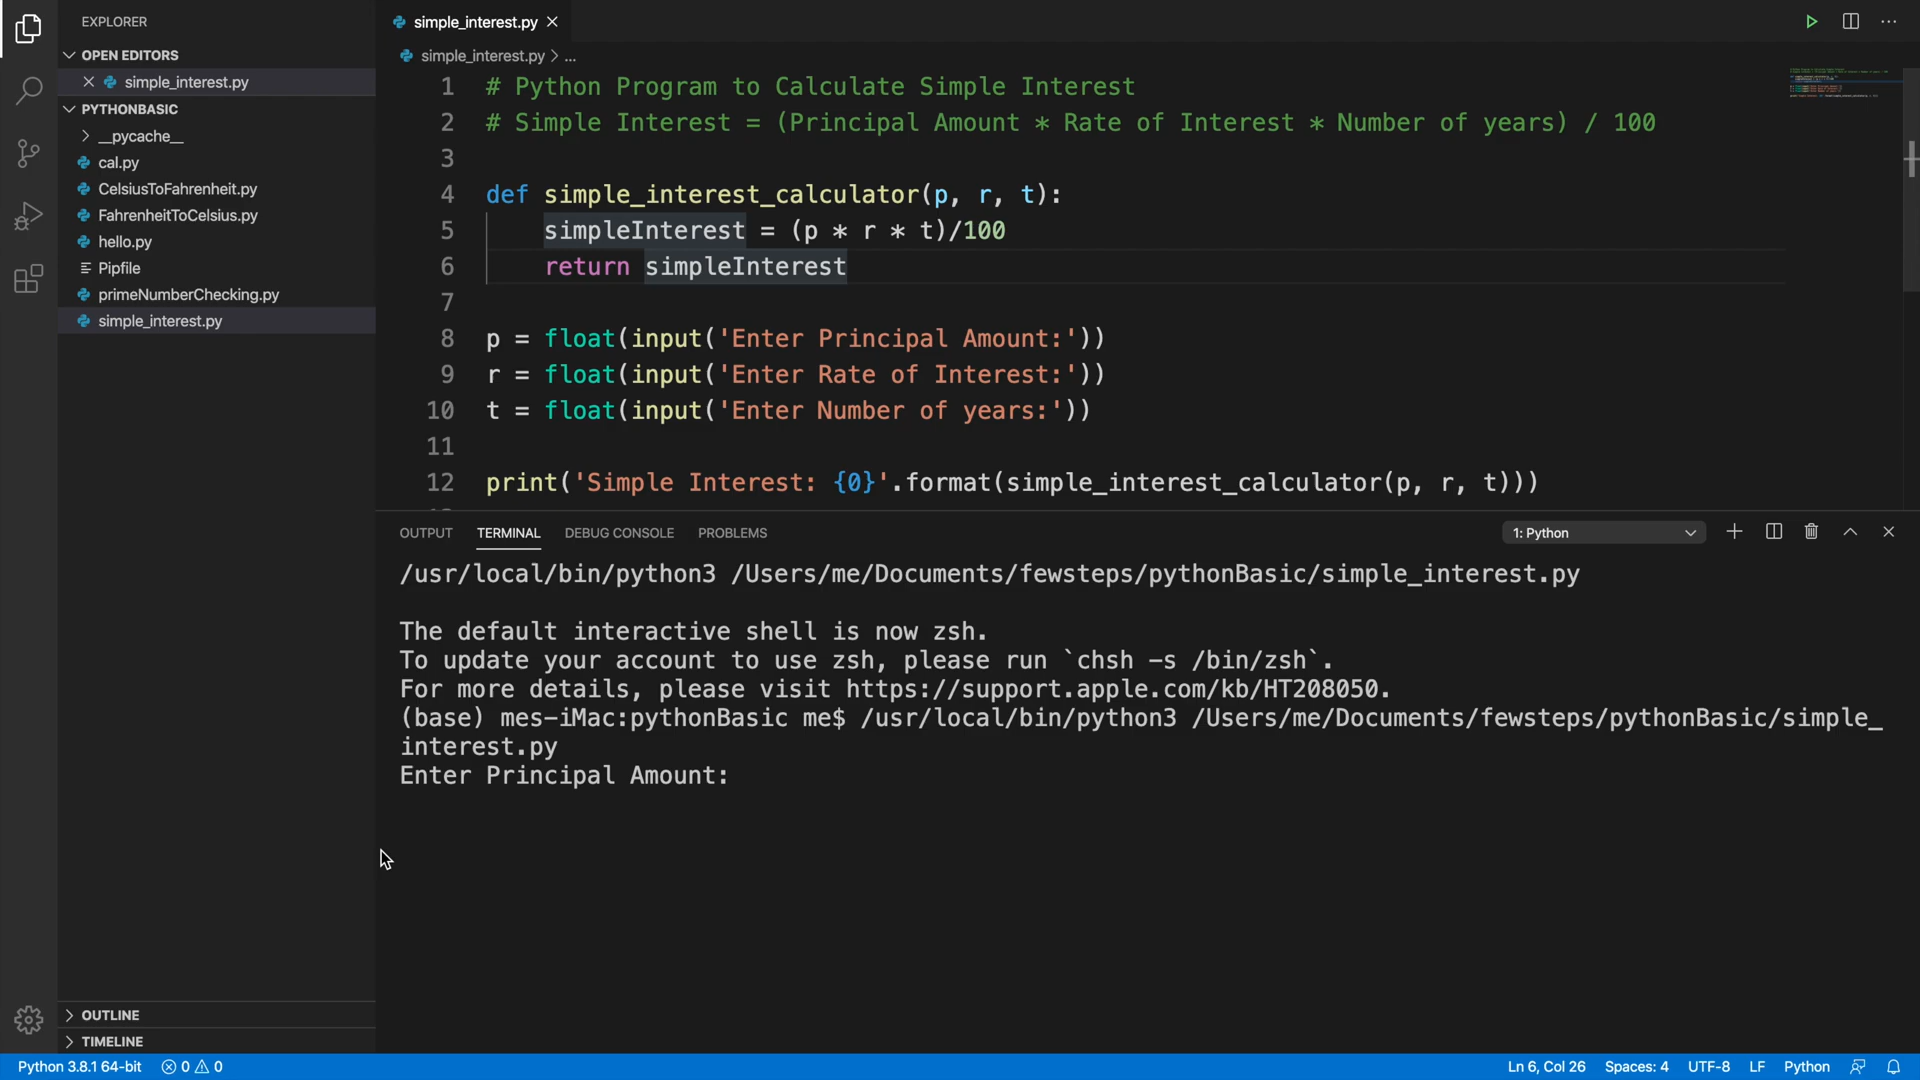 EXPLORER
OPEN EDITORS
simple_interest.py
PYTHONBASIC
__pycache__
cal.py
CelsiusToFahrenheit.py
FahrenheitToCelsius.py
hello.py
Pipfile
primeNumberChecking.py
simple_interest.py
OUTLINE
TIMELINE
simple_interest.py
simple_interest.py > ...
1 # Python Program to Calculate Simple Interest
2 # Simple Interest = (Principal Amount * Rate of Interest * Number of years) / 100
3
4 def simple_interest_calculator(p, r, t):
5 simpleInterest = (p * r * t)/100
6 return simpleInterest
7
8 p = float(input('Enter Principal Amount:'))
9 r = float(input('Enter Rate of Interest:'))
10 t = float(input('Enter Number of years:'))
11
12 print('Simple Interest: {0}'.format(simple_interest_calculator(p, r, t)))
OUTPUT TERMINAL DEBUG CONSOLE PROBLEMS 1: Python
/usr/local/bin/python3 /Users/me/Documents/fewsteps/pythonBasic/simple_interest.py
The default interactive shell is now zsh.
To update your account to use zsh, please run `chsh -s /bin/zsh`.
For more details, please visit https://support.apple.com/kb/HT208050.
(base) mes-iMac:pythonBasic me$ /usr/local/bin/python3 /Users/me/Documents/fewsteps/pythonBasic/simple_
interest.py
Enter Principal Amount:
Python 3.8.1 64-bit 0 0 Ln 6, Col 26 Spaces: 4 UTF-8 LF Python